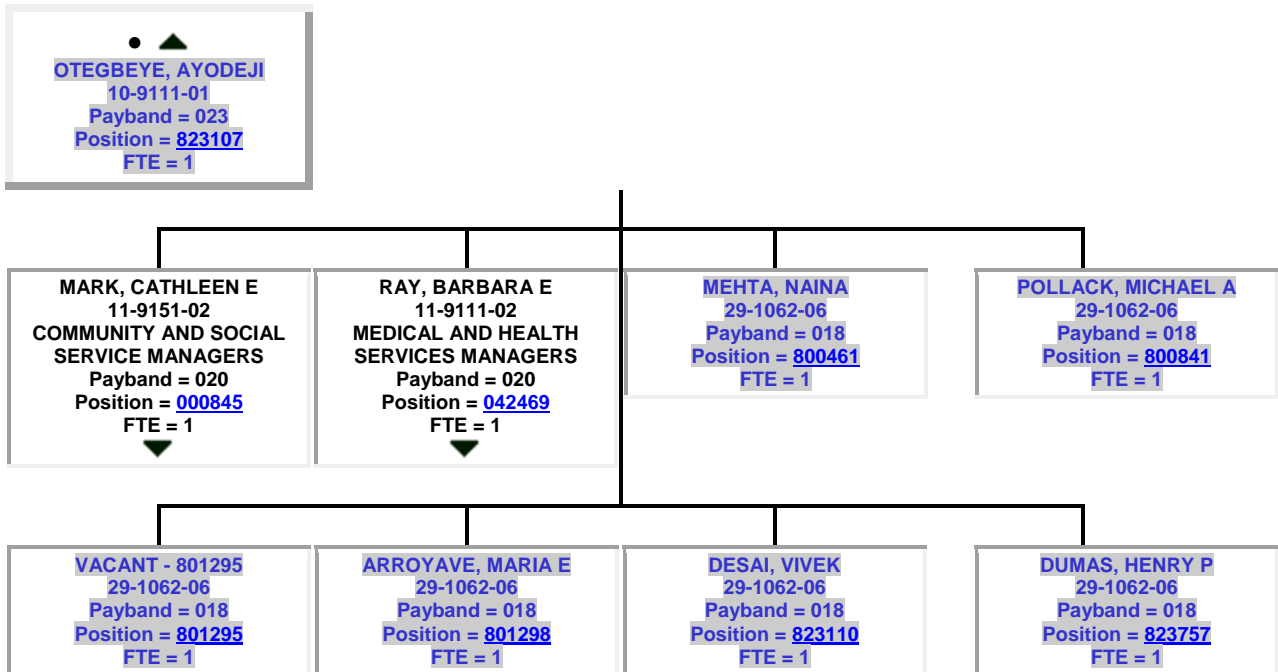 OTEGBEYE, AYODEJI
10-9111-01
Payband = 023
Position = 823107
FTE = 1
MARK, CATHLEEN E
11-9151-02
COMMUNITY AND SOCIAL
SERVICE MANAGERS
Payband = 020
Position = 000845
FTE = 1
RAY, BARBARA E
11-9111-02
MEDICAL AND HEALTH
SERVICES MANAGERS
Payband = 020
Position = 042469
FTE = 1
MEHTA, NAINA
29-1062-06
Payband = 018
Position = 800461
FTE = 1
POLLACK, MICHAEL A
29-1062-06
Payband = 018
Position = 800841
FTE = 1
VACANT - 801295
29-1062-06
Payband = 018
Position = 801295
FTE = 1
ARROYAVE, MARIA E
29-1062-06
Payband = 018
Position = 801298
FTE = 1
DESAI, VIVEK
29-1062-06
Payband = 018
Position = 823110
FTE = 1
DUMAS, HENRY P
29-1062-06
Payband = 018
Position = 823757
FTE = 1